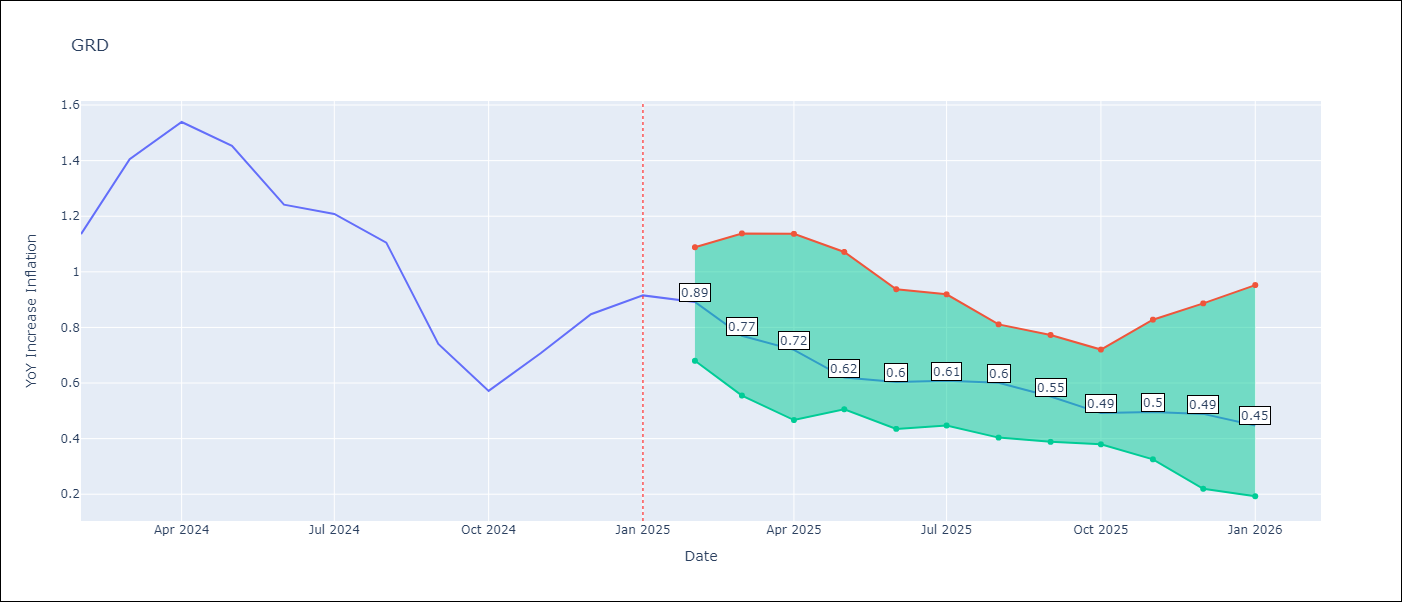 GRD
1.6
1.4
1.2
1
0.8
0.6
0.4
0.2
YoY Increase Inflation
0.89
0.77
0.72
0.62
0.6
0.61
0.6
0.55
0.49
0.5
0.49
0.45
Apr 2024
Jul 2024
Oct 2024
Jan 2025
Apr 2025
Jul 2025
Oct 2025
Jan 2026
Date